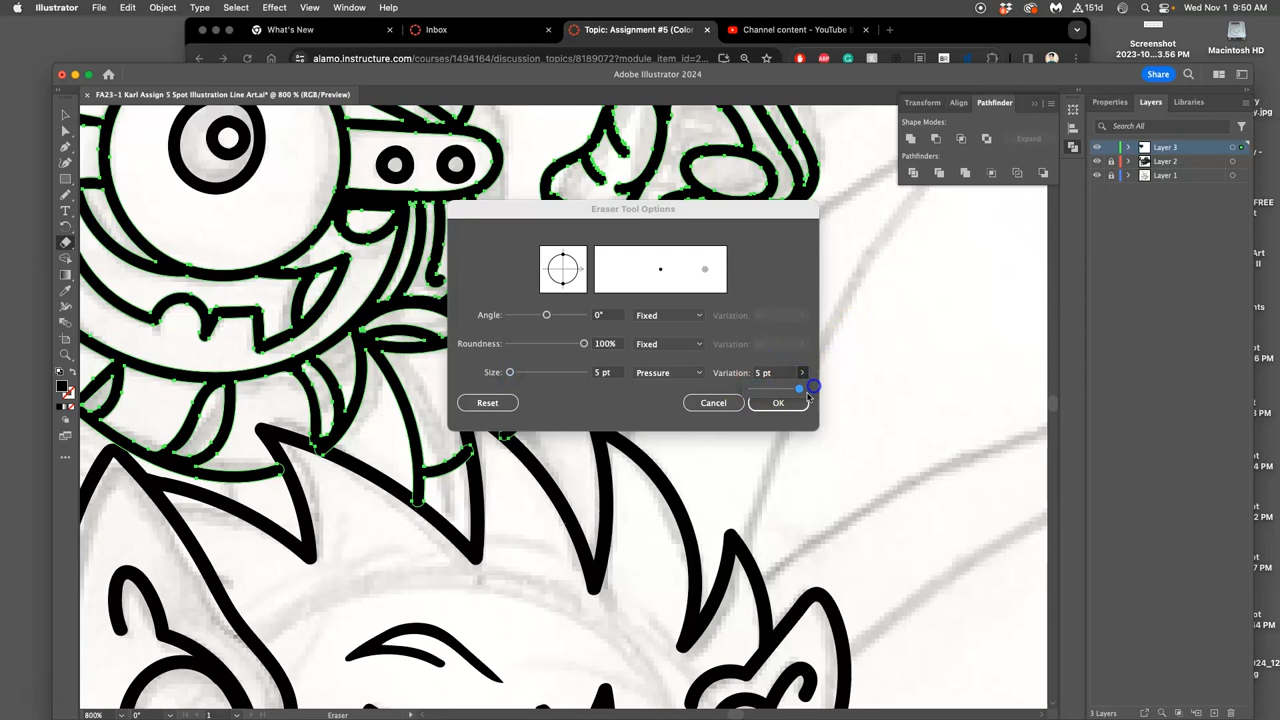 Illustrator File Edit Object Type Select Effect View Window Help 151d Wed Nov 1 9:50 AM
What's New Inbox Topic: Assignment #5 (Color Channel content - YouTube
alamo.instructure.com/courses/1494164/discussion_topics/8189072?module_item_id=2...
Screenshot
2023-10...3.56 PM
Macintosh HD
Adobe Illustrator 2024 Share
FA23-1 Karl Assign 5 Spot Illustration Line Art.ai* @ 800 % (RGB/Preview)
Transform Align Pathfinder
Properties Layers Libraries
Shape Modes:
Expand
Pathfinders:
Search All
Layer 3
Layer 2
Layer 1
Eraser Tool Options
Angle: 0° Fixed Variation:
Roundness: 100% Fixed Variation:
Size: 5 pt Pressure Variation: 5 pt
Reset Cancel OK
800% 0° 1 Eraser
3 Layers